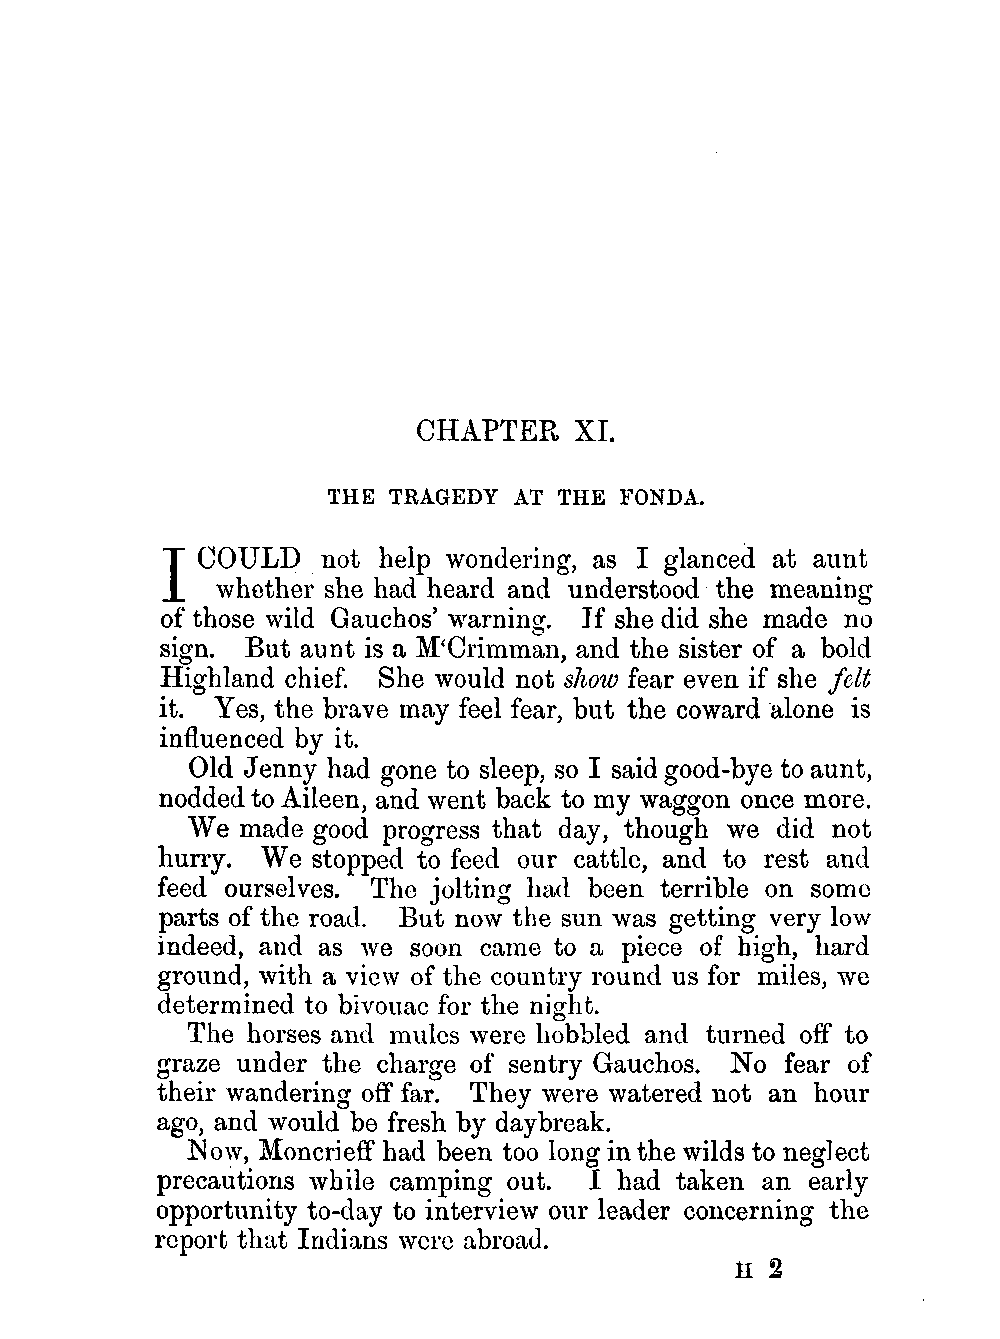 CHAPTER XI.
THE TRAGEDY AT THE FONDA.
I COULD not help wondering, as I glanced at aunt
whether she had heard and understood the meaning
of those wild Gauchos’ warning. If she did she made no
sign. But aunt is a M‘Crimman, and the sister of a bold
Highland chief. She would not show fear even if she felt
it. Yes, the brave may feel fear, but the coward alone is
influenced by it.
Old Jenny had gone to sleep, so I said good-bye to aunt,
nodded to Aileen, and went back to my waggon once more.
We made good progress that day, though we did not
hurry. We stopped to feed our cattle, and to rest and
feed ourselves. The jolting had been terrible on some
parts of the road. But now the sun was getting very low
indeed, and as we soon came to a piece of high, hard
ground, with a view of the country round us for miles, we
determined to bivouac for the night.
The horses and mules were hobbled and turned off to
graze under the charge of sentry Gauchos. No fear of
their wandering off far. They were watered not an hour
ago, and would be fresh by daybreak.
Now, Moncrieff had been too long in the wilds to neglect
precautions while camping out. I had taken an early
opportunity to-day to interview our leader concerning the
report that Indians were abroad.
H 2